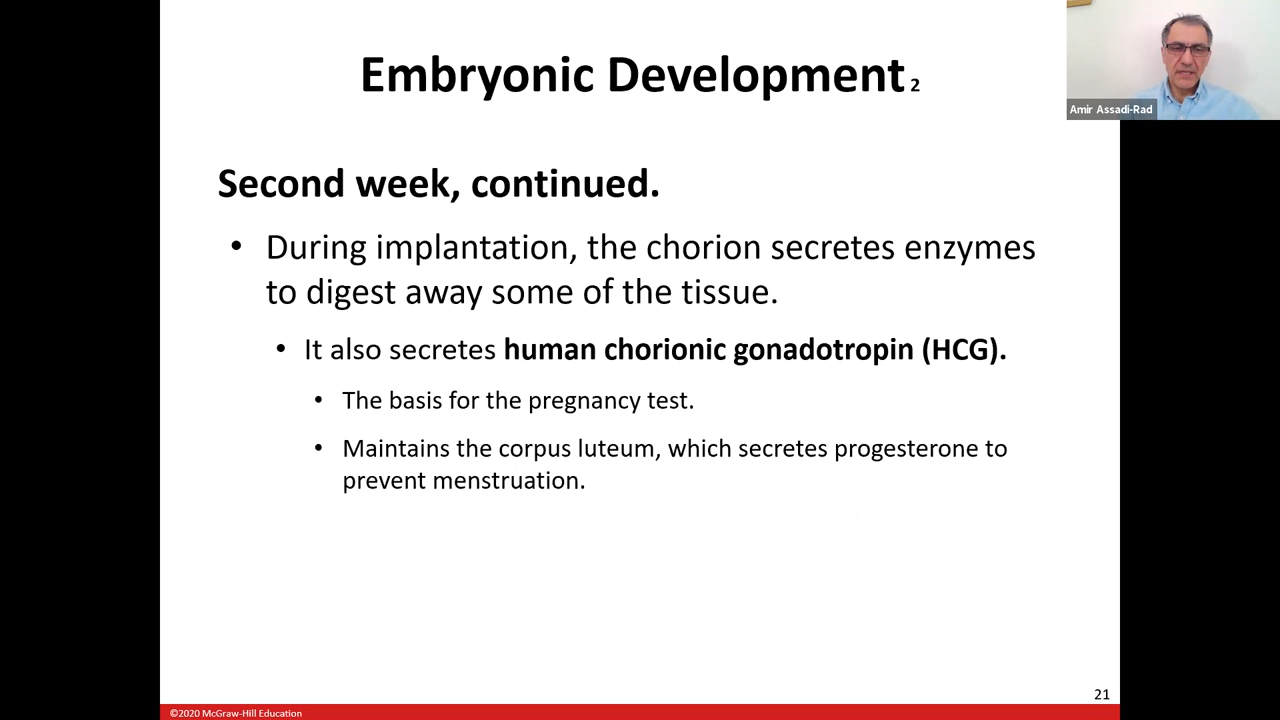 Embryonic Development 2
Amir Assadi-Rad
Second week, continued.
• During implantation, the chorion secretes enzymes
to digest away some of the tissue.
• It also secretes human chorionic gonadotropin (HCG).
• The basis for the pregnancy test.
• Maintains the corpus luteum, which secretes progesterone to
prevent menstruation.
21
©2020 McGraw-Hill Education